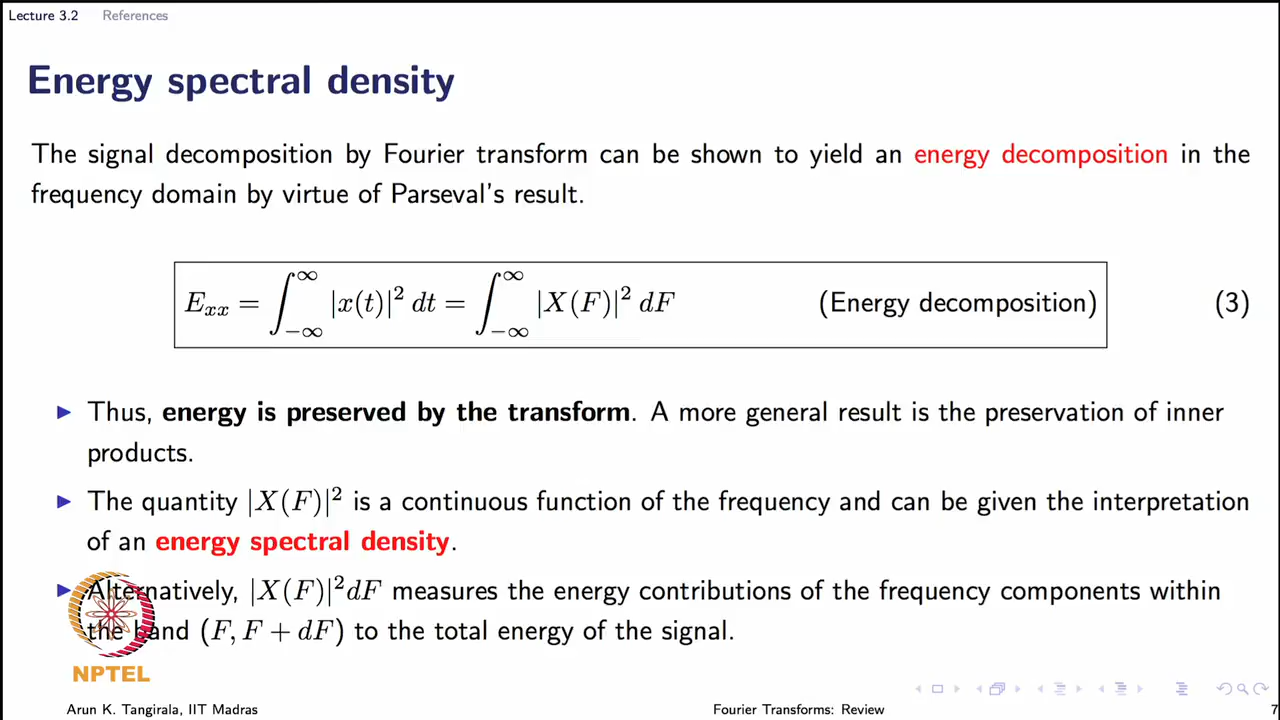 Lecture 3.2 References
Energy spectral density
The signal decomposition by Fourier transform can be shown to yield an energy decomposition in the
frequency domain by virtue of Parseval's result.
E_{xx} = ∫_{−∞}^{∞} |x(t)|² dt = ∫_{−∞}^{∞} |X(F)|² dF (Energy decomposition) (3)
▶ Thus, energy is preserved by the transform. A more general result is the preservation of inner
products.
▶ The quantity |X(F)|² is a continuous function of the frequency and can be given the interpretation
of an energy spectral density.
▶ Alternatively, |X(F)|²dF measures the energy contributions of the frequency components within
the band (F, F + dF) to the total energy of the signal.
NPTEL
Arun K. Tangirala, IIT Madras Fourier Transforms: Review 7